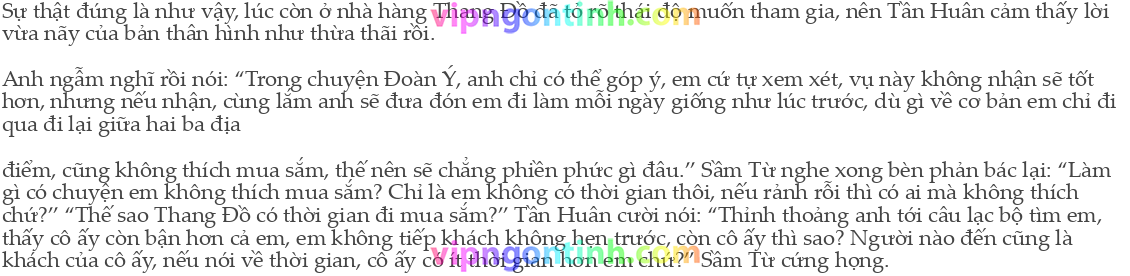 Sự thật đúng là như vậy, lúc còn ở nhà hàng Thang Đồ đã tỏ rõ thái độ muốn tham gia, nên Tần Huân cảm thấy lời
vừa nãy của bản thân hình như thừa thãi rồi.
vipngontinh.com
Anh ngẫm nghĩ rồi nói: “Trong chuyện Đoàn Ý, anh chỉ có thể góp ý, em cứ tự xem xét, vụ này không nhận sẽ tốt
hơn, nhưng nếu nhận, cùng lắm anh sẽ đưa đón em đi làm mỗi ngày giống như lúc trước, dù gì về cơ bản em chỉ đi
qua đi lại giữa hai ba địa
điểm, cũng không thích mua sắm, thế nên sẽ chẳng phiền phức gì đâu.” Sầm Từ nghe xong bèn phản bác lại: “Làm
gì có chuyện em không thích mua sắm? Chỉ là em không có thời gian thôi, nếu rảnh rỗi thì có ai mà không thích
chứ?” “Thế sao Thang Đồ có thời gian đi mua sắm?” Tần Huân cười nói: “Thỉnh thoảng anh tới câu lạc bộ tìm em,
thấy cô ấy còn bận hơn cả em, em không tiếp khách không hẹn trước, còn cô ấy thì sao? Người nào đến cũng là
khách của cô ấy, nếu nói về thời gian, cô ấy có ít thời gian hơn em chứ?” Sầm Từ cứng họng.
vipngontinh.com